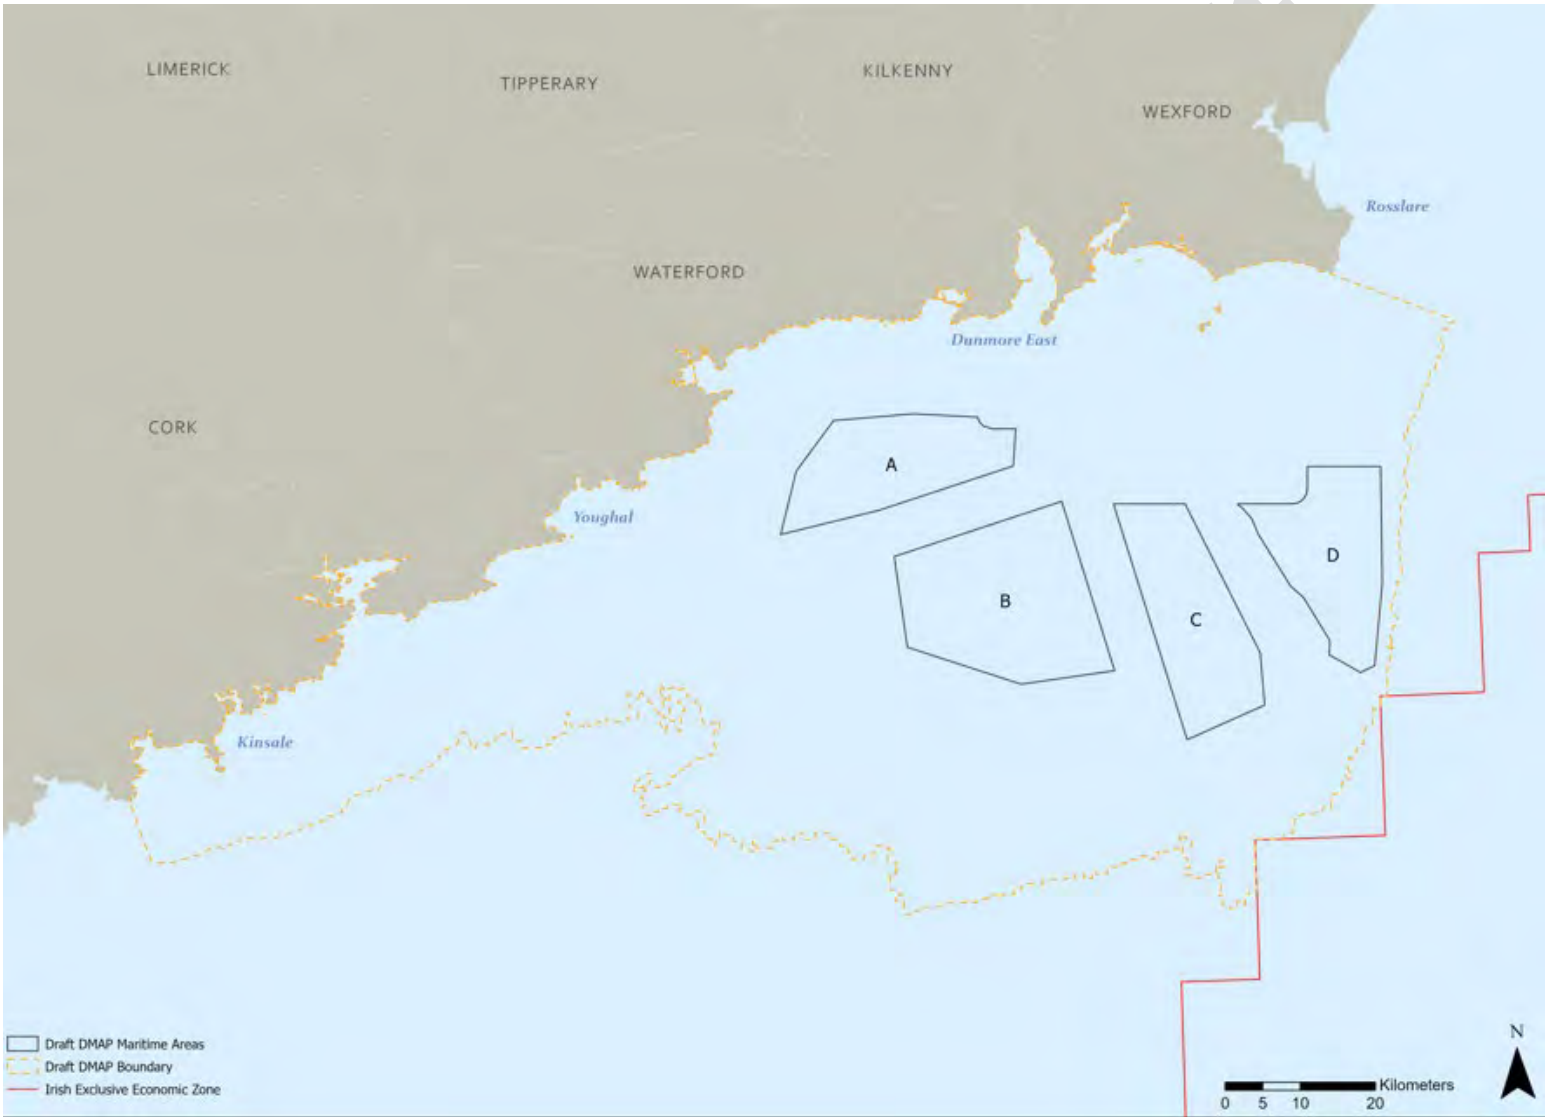 LIMERICK
TIPPERARY
KILKENNY
WEXFORD
Rosslare
WATERFORD
Dunmore East
CORK
A
Youghal
D
B
C
Kinsale
N
Draft DMAP Maritime Areas
Draft DMAP Boundary
Irish Exclusive Economic Zone
Kilometers
0 5 10 20